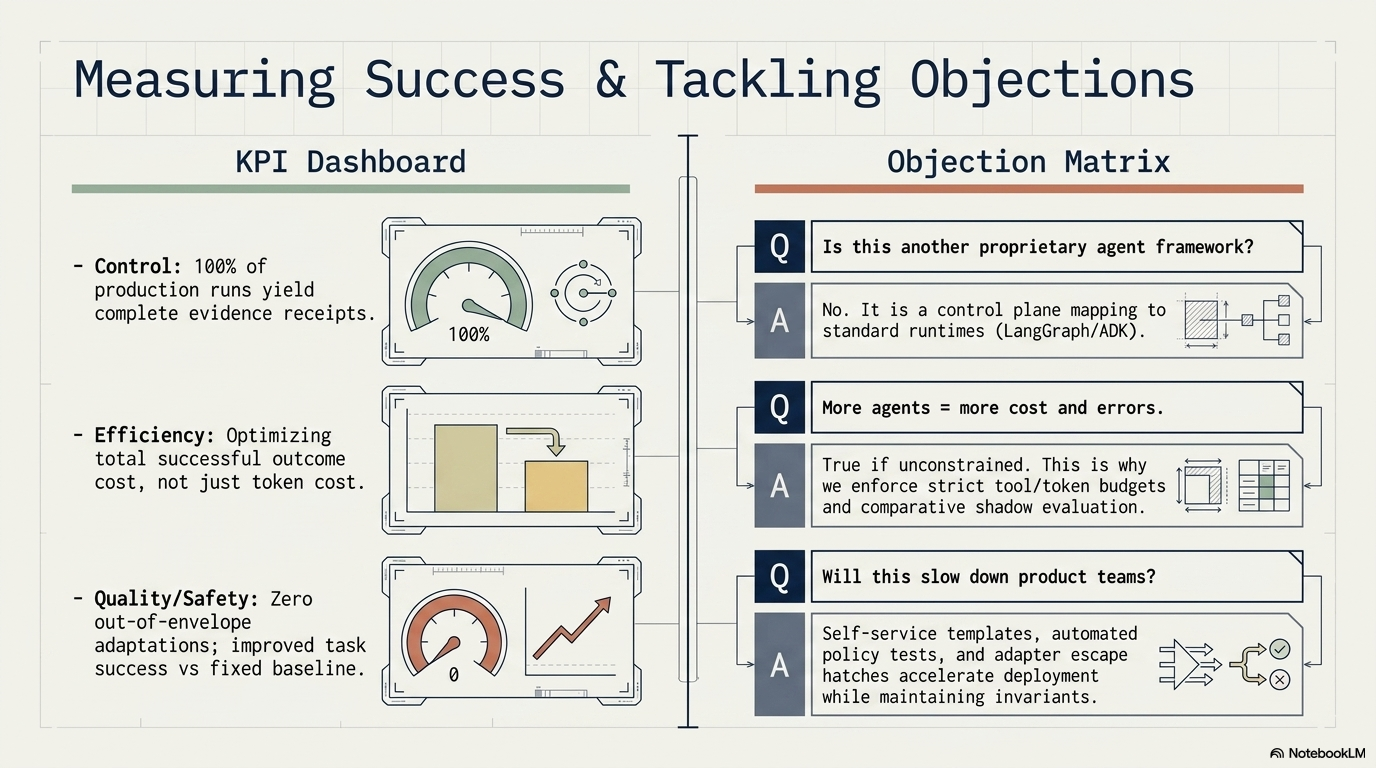 Measuring Success & Tackling Objections
KPI Dashboard
- Control: 100% of
production runs yield
complete evidence receipts.
100%
- Efficiency: Optimizing
total successful outcome
cost, not just token cost.
- Quality/Safety: Zero
out-of-envelope
adaptations; improved task
success vs fixed baseline.
0
Objection Matrix
Q
Is this another proprietary agent framework?
A
No. It is a control plane mapping to
standard runtimes (LangGraph/ADK).
Q
More agents = more cost and errors.
A
True if unconstrained. This is why
we enforce strict tool/token budgets
and comparative shadow evaluation.
Q
Will this slow down product teams?
A
Self-service templates, automated
policy tests, and adapter escape
hatches accelerate deployment
while maintaining invariants.
NotebookLM